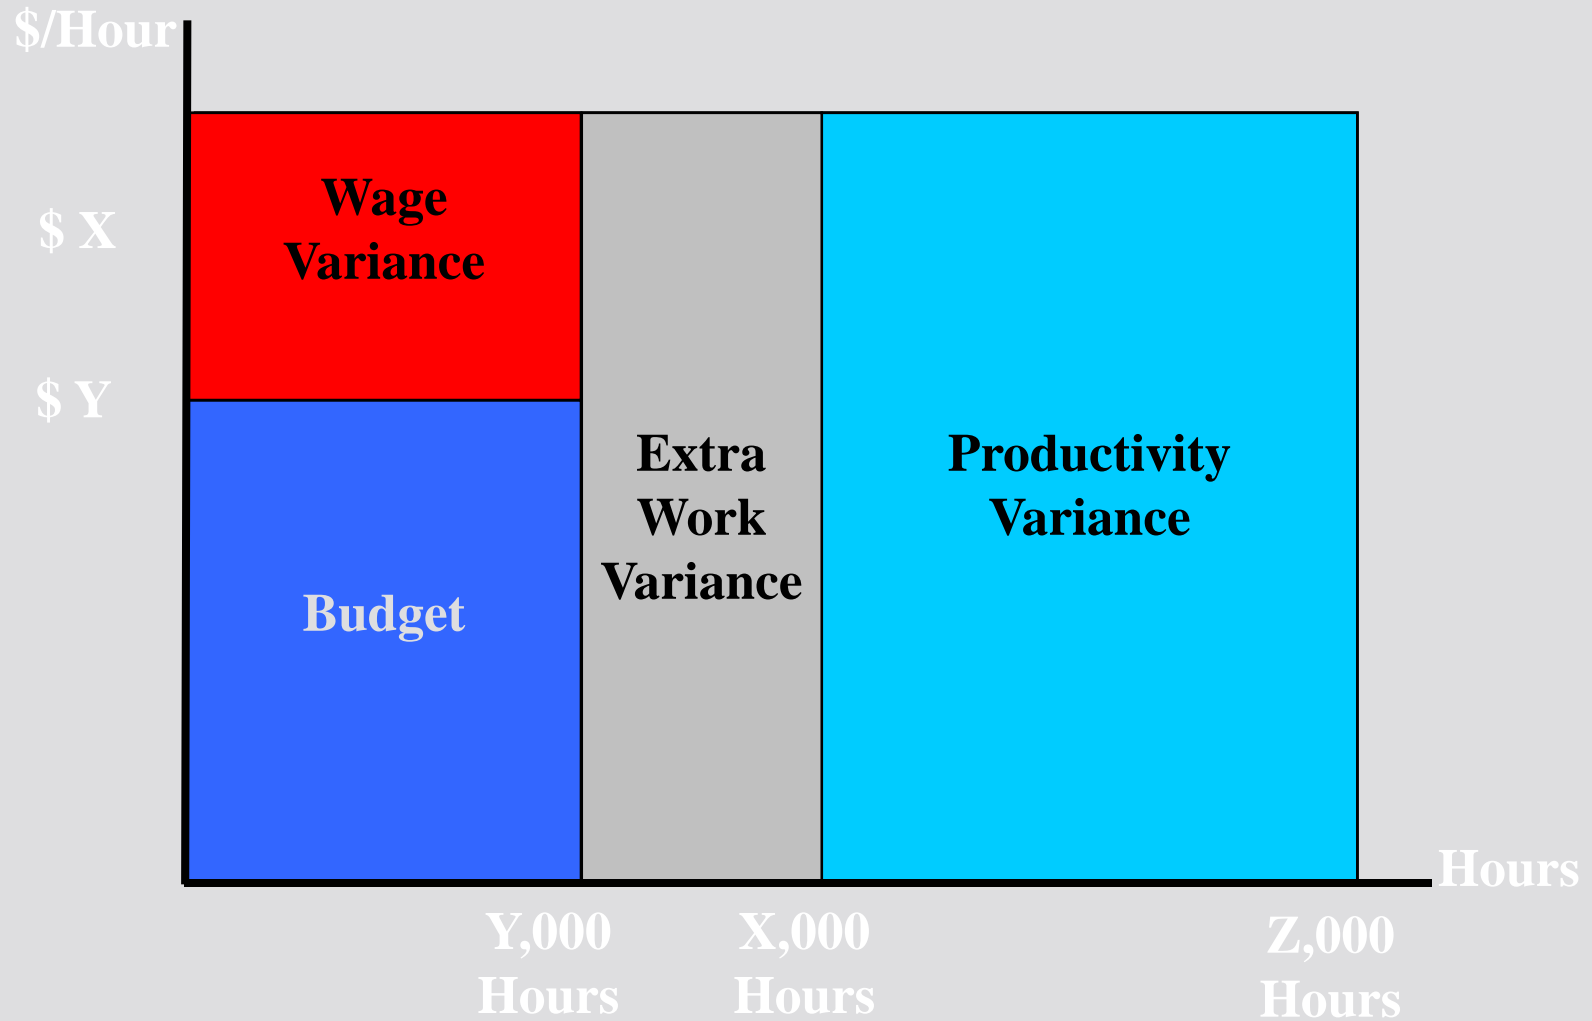 $/Hour
Wage
Variance
$ X
$ Y
Extra
Work
Variance
Productivity
Variance
Budget
Hours
Y,000
Hours
X,000
Hours
Z,000
Hours